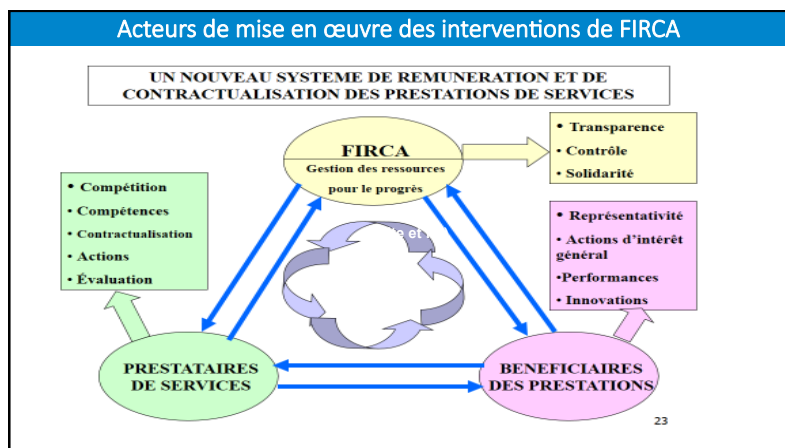 Acteurs de mise en œuvre des interventions de FIRCA
UN NOUVEAU SYSTEME DE REMUNERATION ET DE
CONTRACTUALISATION DES PRESTATIONS DE SERVICES
FIRCA
Gestion des ressources
pour le progrès
• Transparence
• Contrôle
• Solidarité
• Compétition
• Compétences
• Contractualisation
• Actions
• Évaluation
• Représentativité
• Actions d'intérêt
général
•Performances
• Innovations
et
PRESTATAIRES
DE SERVICES
BENEFICIAIRES
DES PRESTATIONS
23